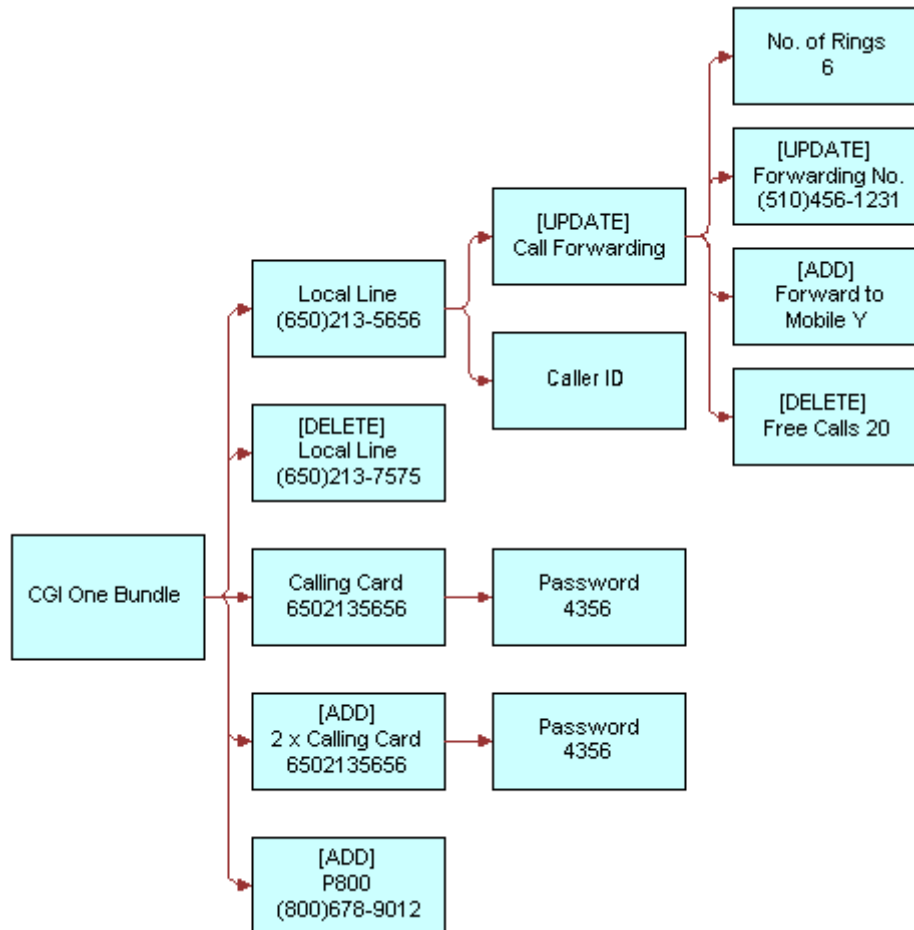 No. of Rings
6
[UPDATE]
Forwarding No.
(510)456-1231
[UPDATE]
Call Forwarding
[ADD]
Forward to
Mobile Y
Local Line
(650)213-5656
Caller ID
[DELETE]
Free Calls 20
[DELETE]
Local Line
(650)213-7575
CGI One Bundle
Calling Card
6502135656
Password
4356
[ADD]
2 x Calling Card
6502135656
Password
4356
[ADD]
P800
(800)678-9012